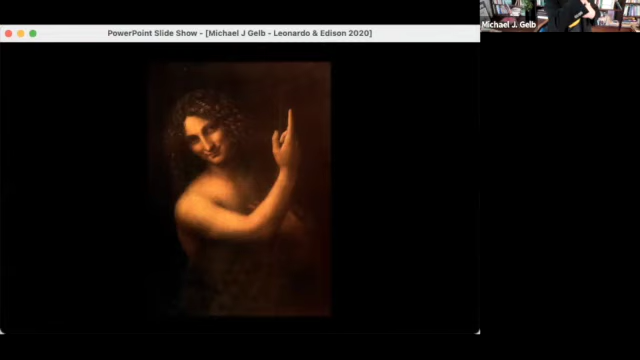 PowerPoint Slide Show - [Michael J Gelb - Leonardo & Edison 2020]
Michael J. Gelb